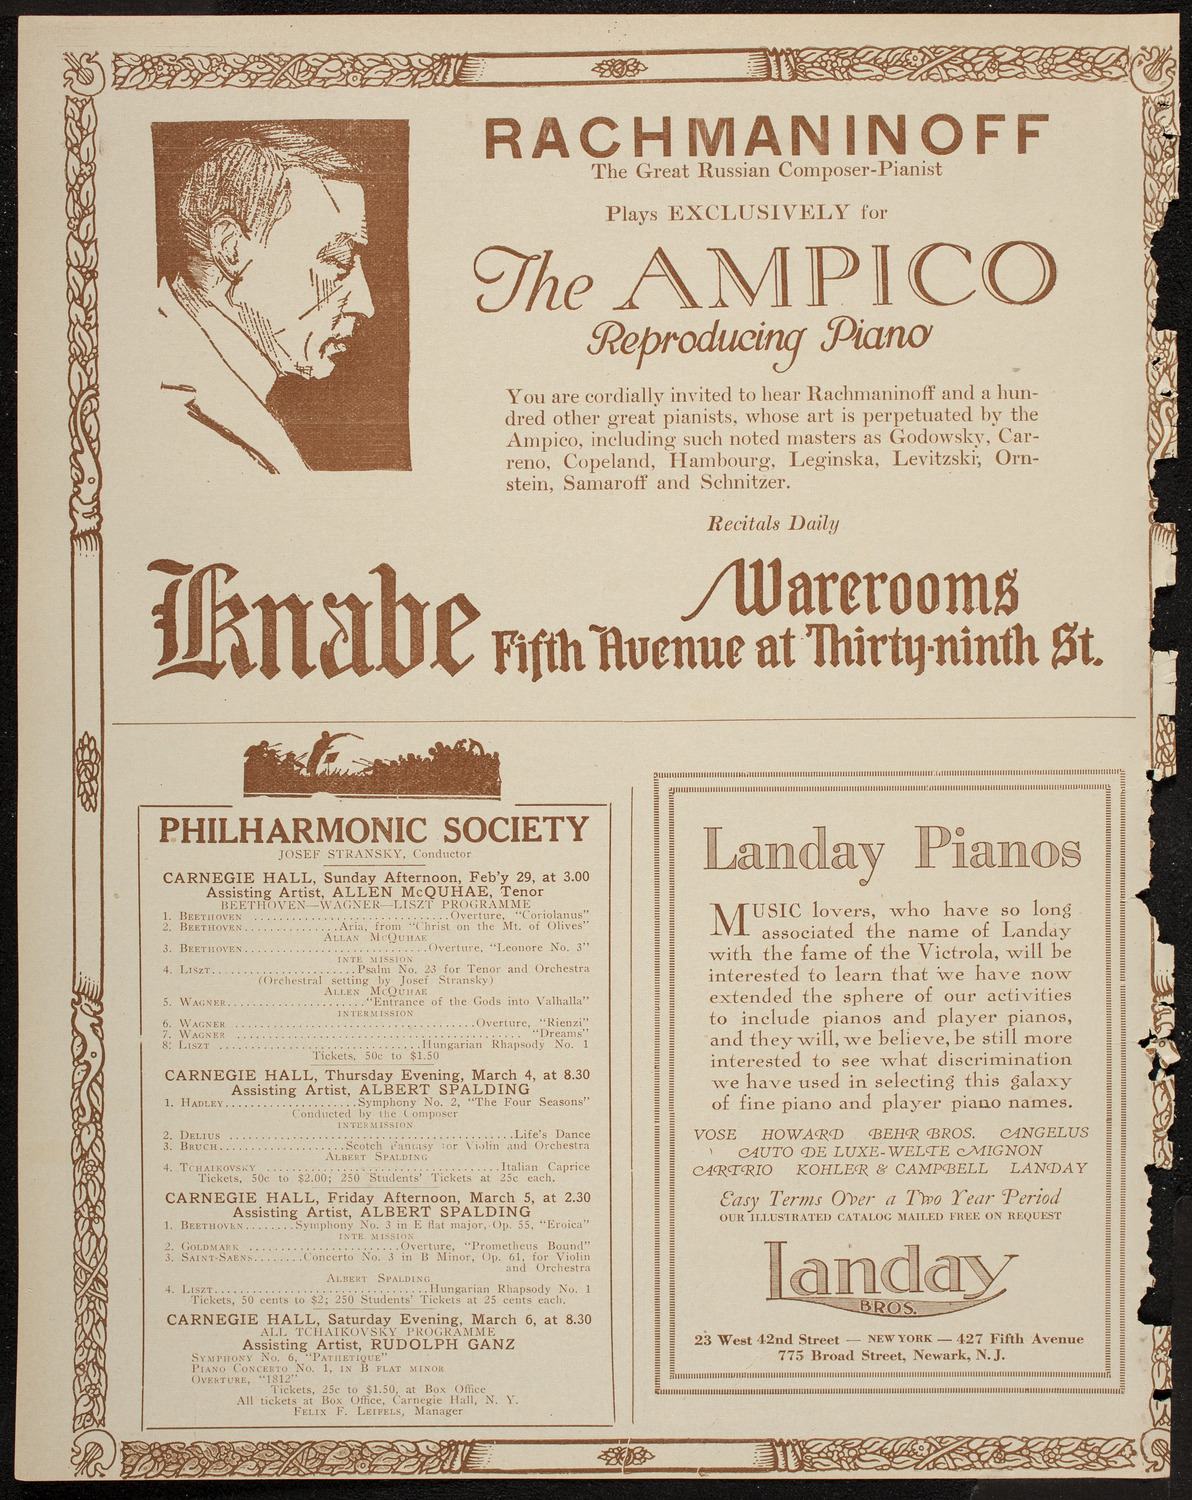 RACHMANINOFF
The Great Russian Composer-Pianist
Plays EXCLUSIVELY for
The AMPICO
Reproducing Piano
You are cordially invited to hear Rachmaninoff and a hun-
dred other great pianists, whose art is perpetuated by the
Ampico, including such noted masters as Godowsky, Car-
reno, Copeland, Hambourg, Leginska, Levitzski, Orn-
stein, Samaroff and Schnitzer.
Recitals Daily
Knabe Warerooms
Fifth Avenue at Thirty-ninth St.
PHILHARMONIC SOCIETY
JOSEF STRANSKY, Conductor
CARNEGIE HALL, Sunday Afternoon, Feb'y 29, at 3.00
Assisting Artist, ALLEN McQUHAE, Tenor
BEETHOVEN—WAGNER—LISZT PROGRAMME
1. BEETHOVEN ..............................Overture, "Coriolanus"
2. BEETHOVEN...............Aria, from "Christ on the Mt. of Olives"
ALLAN MCQUHAE
3. BEETHOVEN............................Overture, "Leonore No. 3"
INTE MISSION
4. LISZT......................Psalm No. 23 for Tenor and Orchestra
(Orchestral setting by Josef Stransky)
ALLEN MCQUHAE
5. WAGNER......................"Entrance of the Gods into Valhalla"
INTERMISSION
6. WAGNER .....................................Overture, "Rienzi"
7. WAGNER ............................................"Dreams"
8. LISZT ...............................Hungarian Rhapsody No. 1
Tickets, 50c to $1.50
CARNEGIE HALL, Thursday Evening, March 4, at 8.30
Assisting Artist, ALBERT SPALDING
1. HADLEY....................Symphony No. 2, "The Four Seasons"
Conducted by the Composer
INTERMISSION
2. DELIUS ...........................................Life's Dance
3. BRUCH...................Scotch Fantasy for Violin and Orchestra
ALBERT SPALDING
4. TCHAIKOVSKY ....................................Italian Caprice
Tickets, 50c to $2.00; 250 Students' Tickets at 25c each.
CARNEGIE HALL, Friday Afternoon, March 5, at 2.30
Assisting Artist, ALBERT SPALDING
1. BEETHOVEN........Symphony No. 3 in E flat major, Op. 55, "Eroica"
INTE MISSION
2. GOLDMARK .......................Overture, "Prometheus Bound"
3. SAINT-SAENS........Concerto No. 3 in B Minor, Op. 61, for Violin
and Orchestra
ALBERT SPALDING
4. LISZT................................Hungarian Rhapsody No. 1
Tickets, 50 cents to $2; 250 Students' Tickets at 25 cents each.
CARNEGIE HALL, Saturday Evening, March 6, at 8.30
ALL TCHAIKOVSKY PROGRAMME
Assisting Artist, RUDOLPH GANZ
SYMPHONY NO. 6, "PATHETIQUE"
PIANO CONCERTO NO. 1, IN B FLAT MINOR
OVERTURE, "1812"
Tickets, 25c to $1.50, at Box Office
All tickets at Box Office, Carnegie Hall, N. Y.
FELIX F. LEIFELS, Manager
Landay Pianos
MUSIC lovers, who have so long
associated the name of Landay
with the fame of the Victrola, will be
interested to learn that we have now
extended the sphere of our activities
to include pianos and player pianos,
and they will, we believe, be still more
interested to see what discrimination
we have used in selecting this galaxy
of fine piano and player piano names.
VOSE HOWARD BEHR BROS. CANGELUS
CAUTO DE LUXE-WELTE MIGNON
CARTRIO KOHLER & CAMPBELL LANDAY
Easy Terms Over a Two Year Period
OUR ILLUSTRATED CATALOG MAILED FREE ON REQUEST
Landay
BROS.
23 West 42nd Street — NEW YORK — 427 Fifth Avenue
775 Broad Street, Newark, N.J.